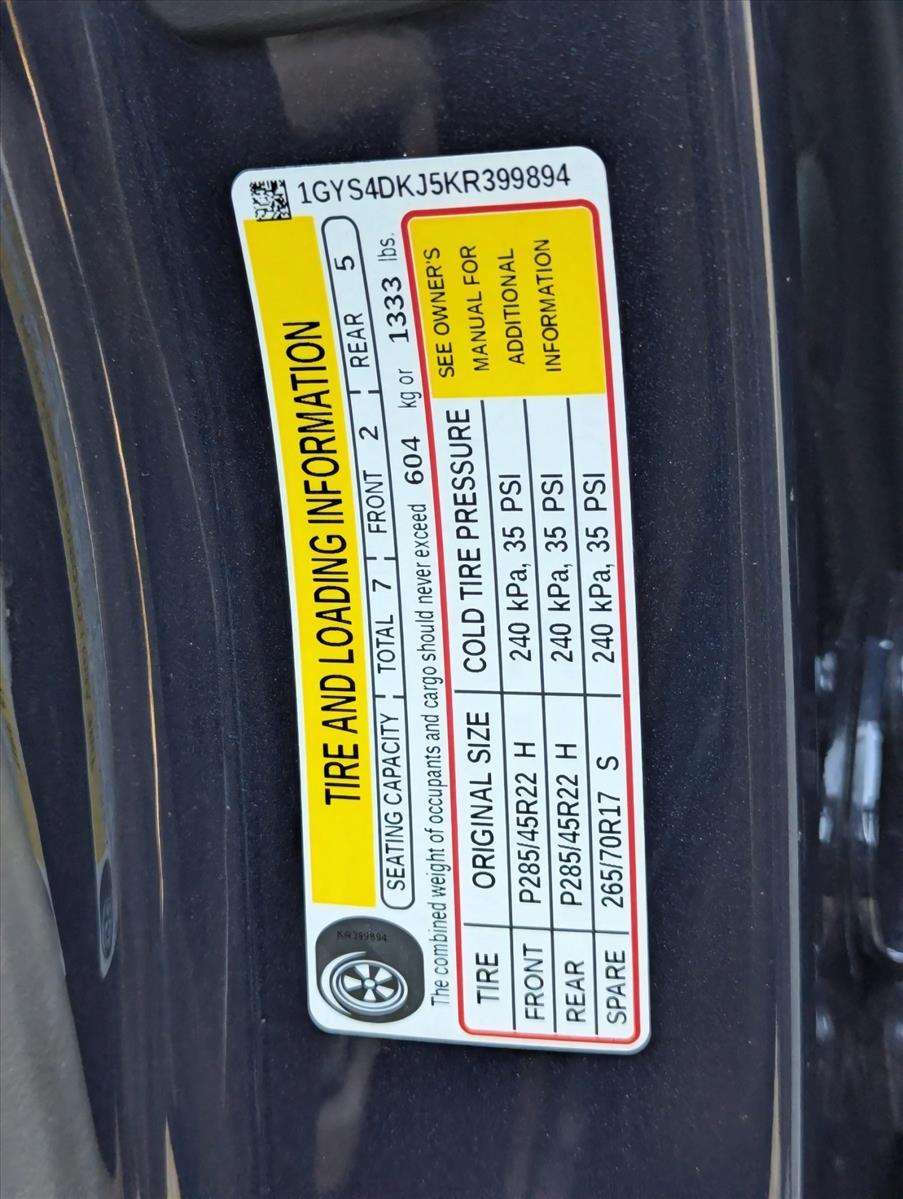 1GYS4DKJ5KR399894
TIRE AND LOADING INFORMATION
SEATING CAPACITY TOTAL 7 FRONT 2 REAR 5
The combined weight of occupants and cargo should never exceed 604 kg or 1333 lbs.
KR399894
TIRE ORIGINAL SIZE COLD TIRE PRESSURE
FRONT P285/45R22 H 240 kPa, 35 PSI
REAR P285/45R22 H 240 kPa, 35 PSI
SPARE 265/70R17 S 240 kPa, 35 PSI
SEE OWNER'S
MANUAL FOR
ADDITIONAL
INFORMATION